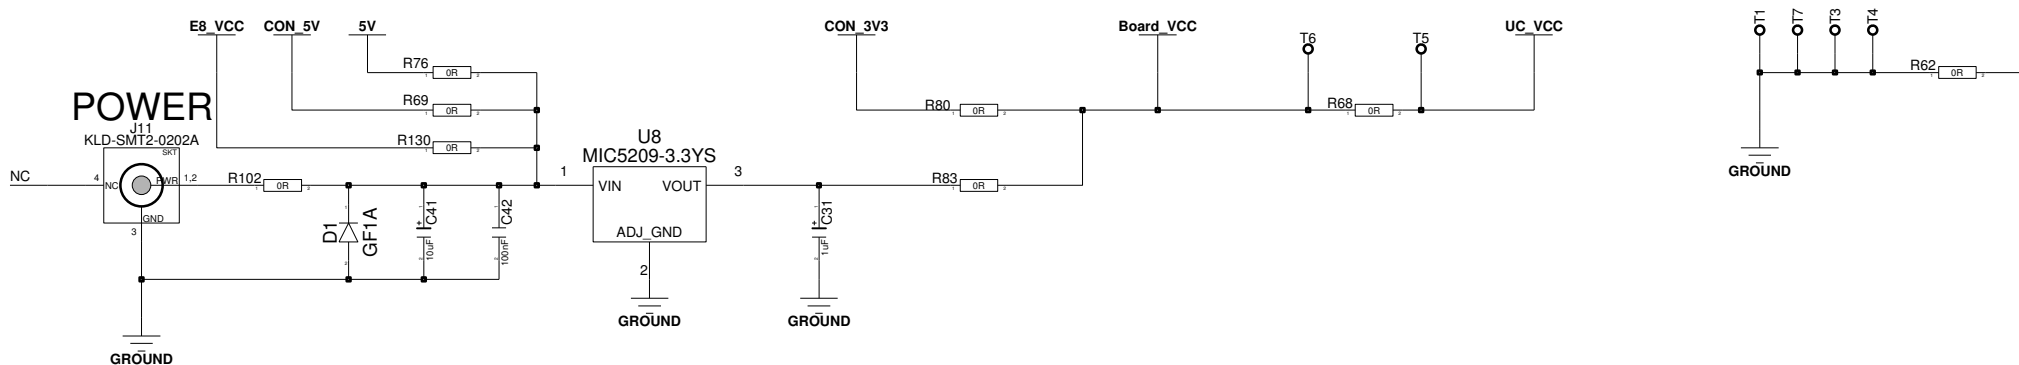 E8_VCC CON_5V 5V CON_3V3 Board_VCC T6 T5 UC_VCC T1 T7 T3 T4
R76 0R
R62 0R
R69 0R
R80 0R
R68 0R
POWER
J11
KLD-SMT2-0202A
R130 0R
U8
MIC5209-3.3YS
SKT
NC 4 NC PWR 1,2
R102 0R
1 VIN VOUT 3
R83 0R
GND
3
D1
GF1A
C41
10uF
C42
100nF
ADJ_GND
2
C31
1uF
GROUND
GROUND
GROUND
GROUND